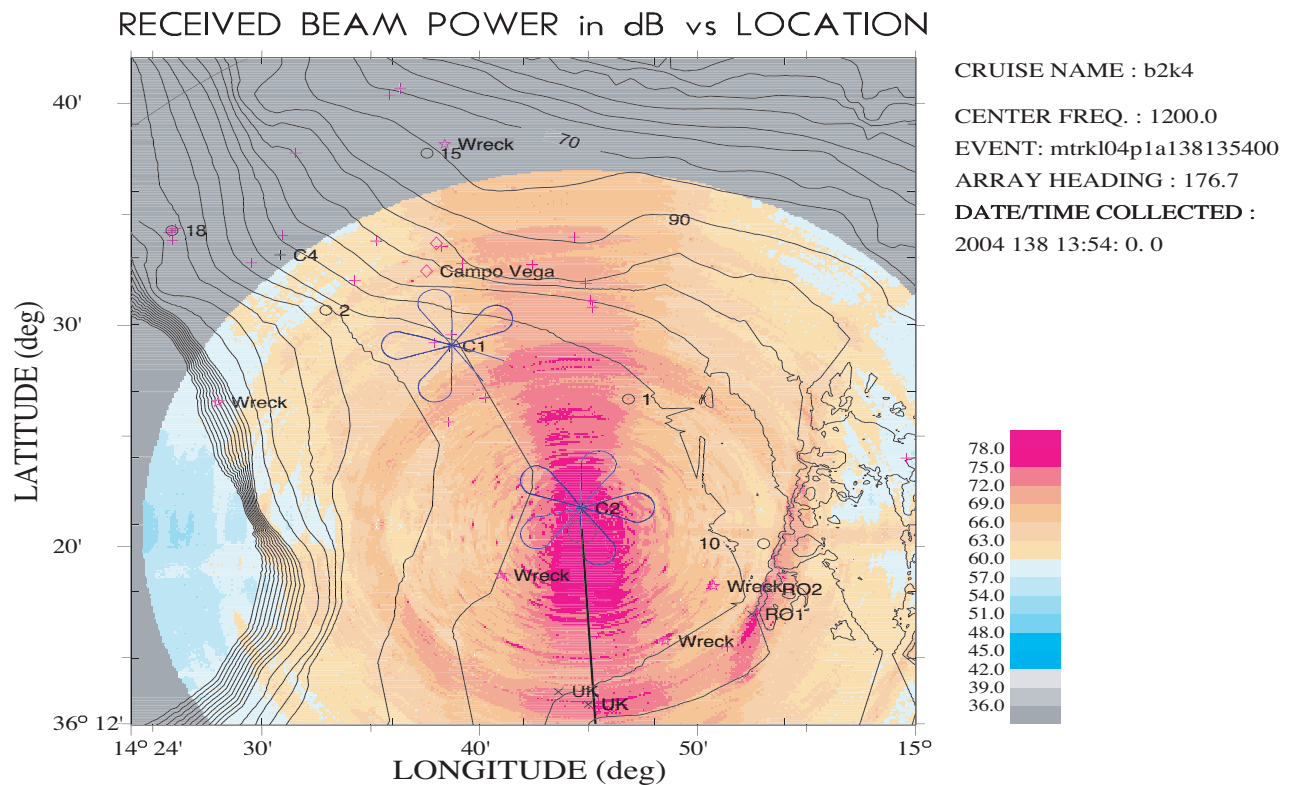 RECEIVED BEAM POWER in dB vs LOCATION
CRUISE NAME : b2k4
CENTER FREQ. : 1200.0
EVENT: mtrkl04p1a138135400
ARRAY HEADING : 176.7
DATE/TIME COLLECTED :
2004 138 13:54: 0. 0
40'
15 Wreck
70
18
90
C4
Campo Vega
30'
2
C1
1
Wreck
C2
20'
10
Wreck
Wreck RO2
RO1
Wreck
UK
UK
36° 12'
14° 24'
30'
40'
50'
15°
LONGITUDE (deg)
LATITUDE (deg)
78.0
75.0
72.0
69.0
66.0
63.0
60.0
57.0
54.0
51.0
48.0
45.0
42.0
39.0
36.0